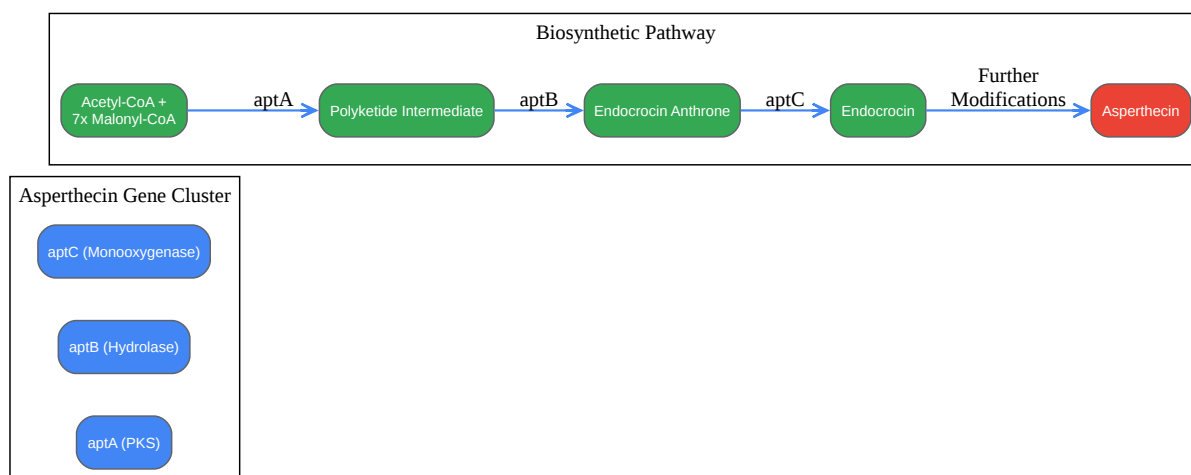 Biosynthetic Pathway
Acetyl-CoA +
7x Malonyl-CoA
aptA
Polyketide Intermediate
aptB
Endocrocin Anthrone
aptC
Endocrocin
Further
Modifications
Asperthecin
Asperthecin Gene Cluster
aptC (Monooxygenase)
aptB (Hydrolase)
aptA (PKS)